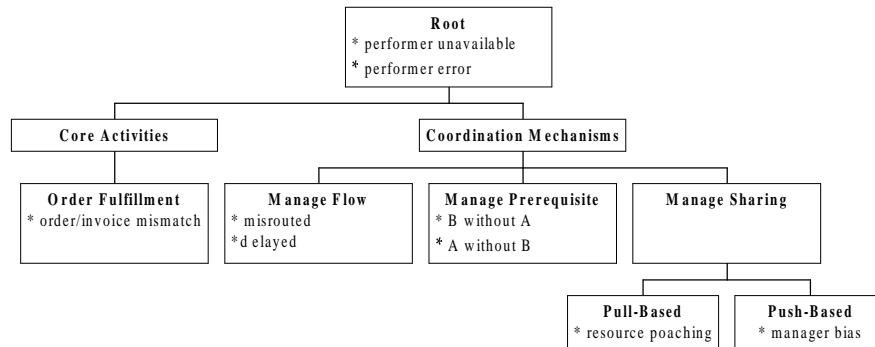 Root
* performer unavailable
* performer error
Core Activities
Coordination Mechanisms
Order Fulfillment
* order/invoice mismatch
Manage Flow
* misrouted
*delayed
Manage Prerequisite
* B without A
* A without B
Manage Sharing
Pull-Based
* resource poaching
Push-Based
* manager bias